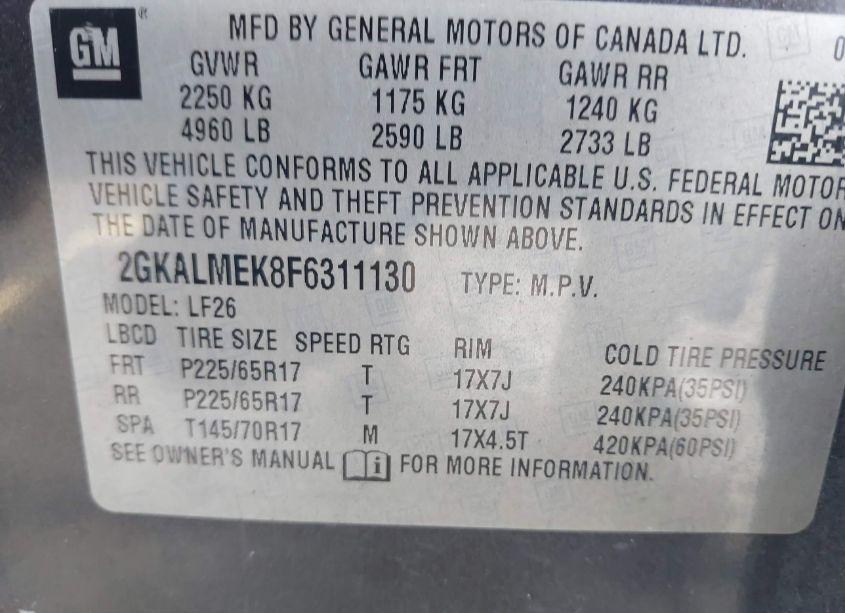 GM MFD BY GENERAL MOTORS OF CANADA LTD. 0
GVWR GAWR FRT GAWR RR
2250 KG 1175 KG 1240 KG
4960 LB 2590 LB 2733 LB
THIS VEHICLE CONFORMS TO ALL APPLICABLE U.S. FEDERAL MOTOR
VEHICLE SAFETY AND THEFT PREVENTION STANDARDS IN EFFECT ON
THE DATE OF MANUFACTURE SHOWN ABOVE.
2GKALMEK8F6311130 TYPE: M.P.V.
MODEL: LF26
LBCD TIRE SIZE SPEED RTG RIM COLD TIRE PRESSURE
FRT P225/65R17 T 17X7J 240KPA(35PSI)
RR P225/65R17 T 17X7J 240KPA(35PSI)
SPA T145/70R17 M 17X4.5T 420KPA(60PSI)
SEE OWNER'S MANUAL i FOR MORE INFORMATION.